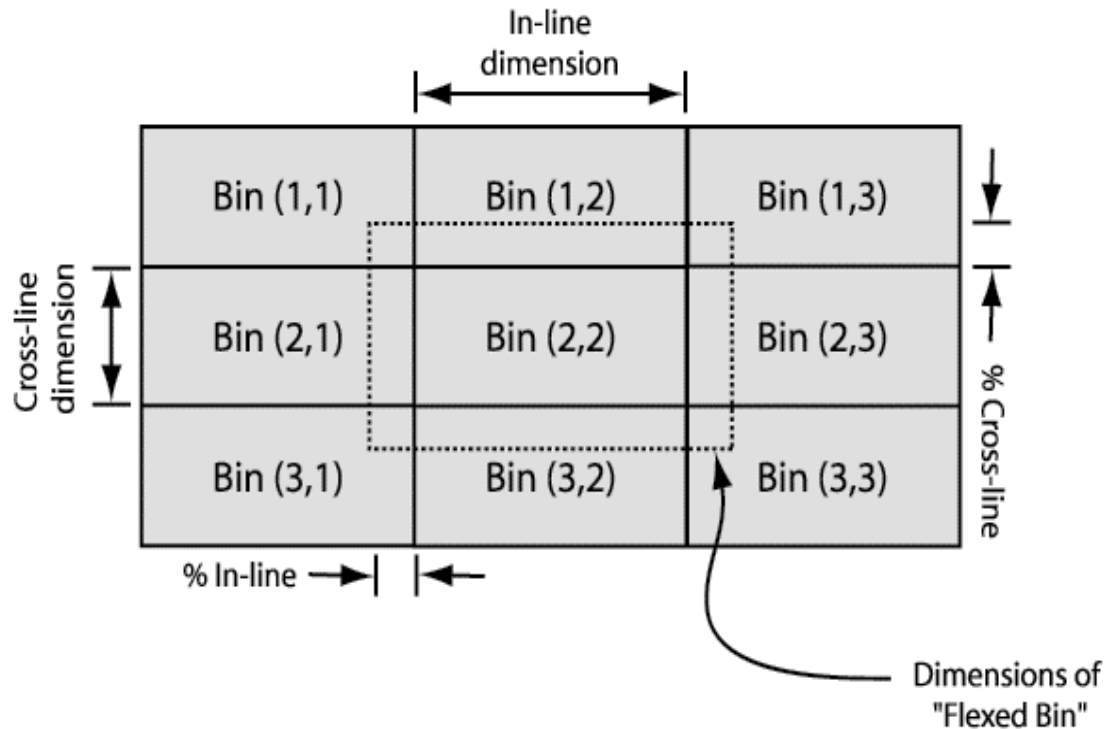 In-line
dimension
Bin (1,1)
Bin (1,2)
Bin (1,3)
Cross-line
dimension
Bin (2,1)
Bin (2,2)
Bin (2,3)
% Cross-line
Bin (3,1)
Bin (3,2)
Bin (3,3)
% In-line
Dimensions of
"Flexed Bin"